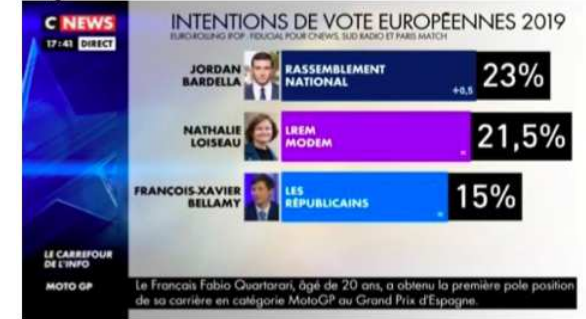 C NEWS
17:41 DIRECT
INTENTIONS DE VOTE EUROPÉENNES 2019
EUROROLLING IFOP - FIDUCIAL POUR CNEWS, SUD RADIO ET PARIS MATCH
JORDAN
BARDELLA
RASSEMBLEMENT
NATIONAL
+0,5
23%
NATHALIE
LOISEAU
LREM
MODEM
=
21,5%
FRANÇOIS-XAVIER
BELLAMY
LES
RÉPUBLICAINS
=
15%
LE CARREFOUR
DE L'INFO
MOTO GP
Le Français Fabio Quartarari, âgé de 20 ans, a obtenu la première pole position
de sa carrière en catégorie MotoGP au Grand Prix d'Espagne.